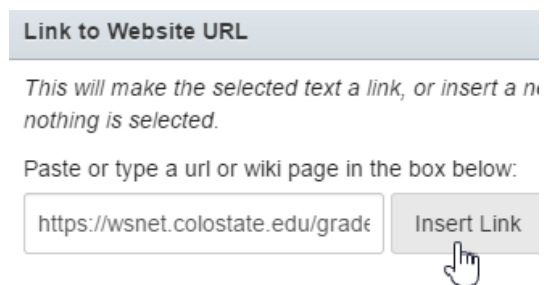 Link to Website URL
This will make the selected text a link, or insert a
nothing is selected.
Paste or type a url or wiki page in the box below:
https://wsnet.colostate.edu/grade
Insert Link